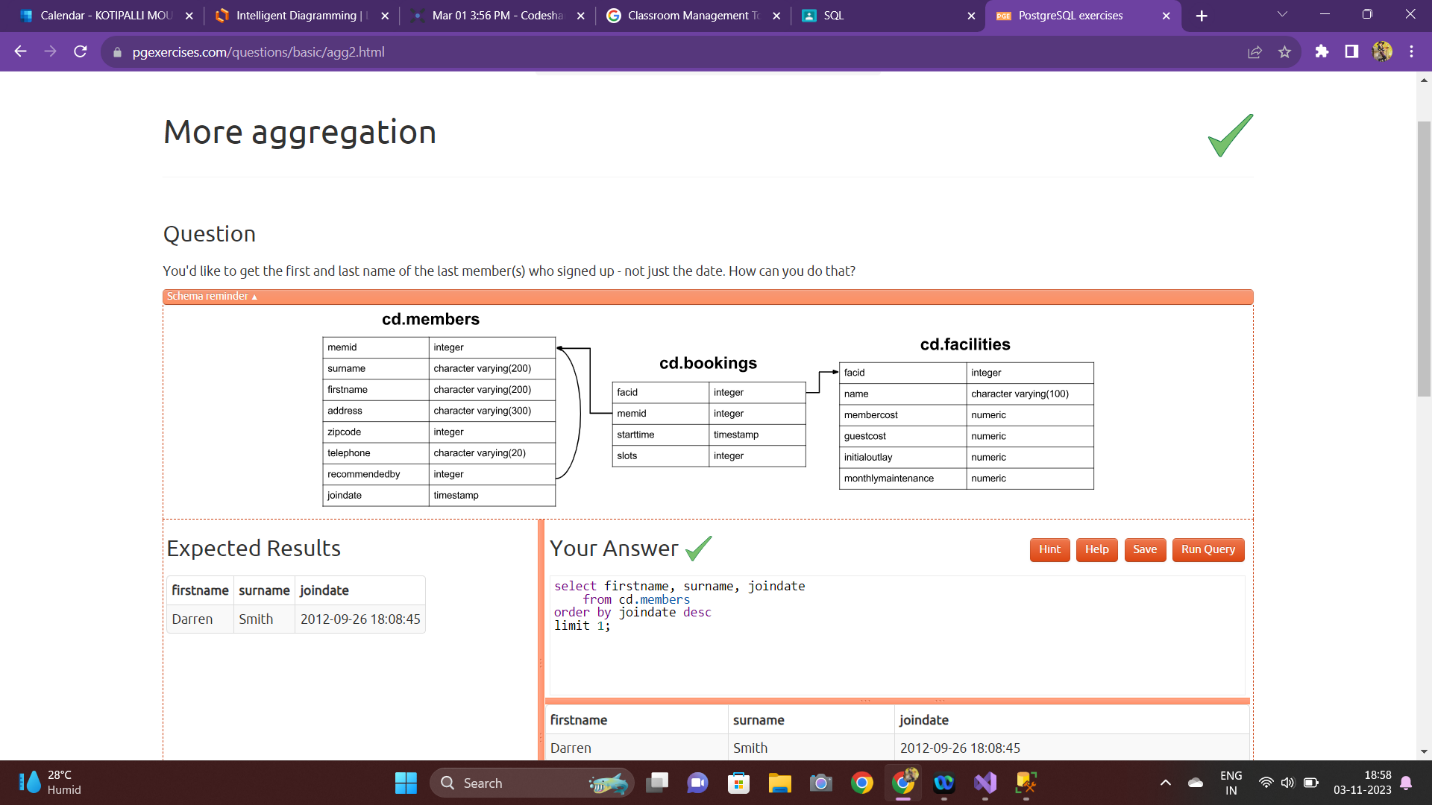 Calendar - KOTIPALLI MOU
Intelligent Diagramming |
Mar 01 3:56 PM - Codesha
Classroom Management To
SQL
PostgreSQL exercises
pgexercises.com/questions/basic/agg2.html
More aggregation
Question
You'd like to get the first and last name of the last member(s) who signed up - not just the date. How can you do that?
Schema reminder ▴
cd.members
memid integer
surname character varying(200)
firstname character varying(200)
address character varying(300)
zipcode integer
telephone character varying(20)
recommendedby integer
joindate timestamp
cd.bookings
facid integer
memid integer
starttime timestamp
slots integer
cd.facilities
facid integer
name character varying(100)
membercost numeric
guestcost numeric
initialoutlay numeric
monthlymaintenance numeric
Expected Results
firstname surname joindate
Darren Smith 2012-09-26 18:08:45
Your Answer
Hint Help Save Run Query
select firstname, surname, joindate
from cd.members
order by joindate desc
limit 1;
firstname surname joindate
Darren Smith 2012-09-26 18:08:45
28°C
Humid
Search
ENG
IN
18:58
03-11-2023